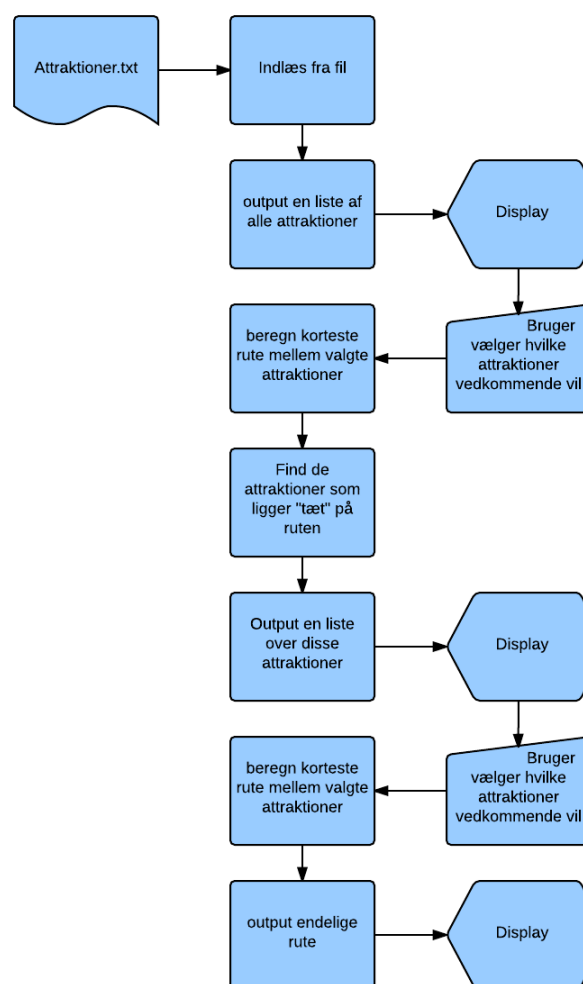 Attraktioner.txt
Indlæs fra fil
output en liste af
alle attraktioner
Display
beregn korteste
rute mellem valgte
attraktioner
Bruger
vælger hvilke
attraktioner
vedkommende vil
Find de
attraktioner som
ligger "tæt" på
ruten
Output en liste
over disse
attraktioner
Display
beregn korteste
rute mellem valgte
attraktioner
Bruger
vælger hvilke
attraktioner
vedkommende vil
output endelige
rute
Display